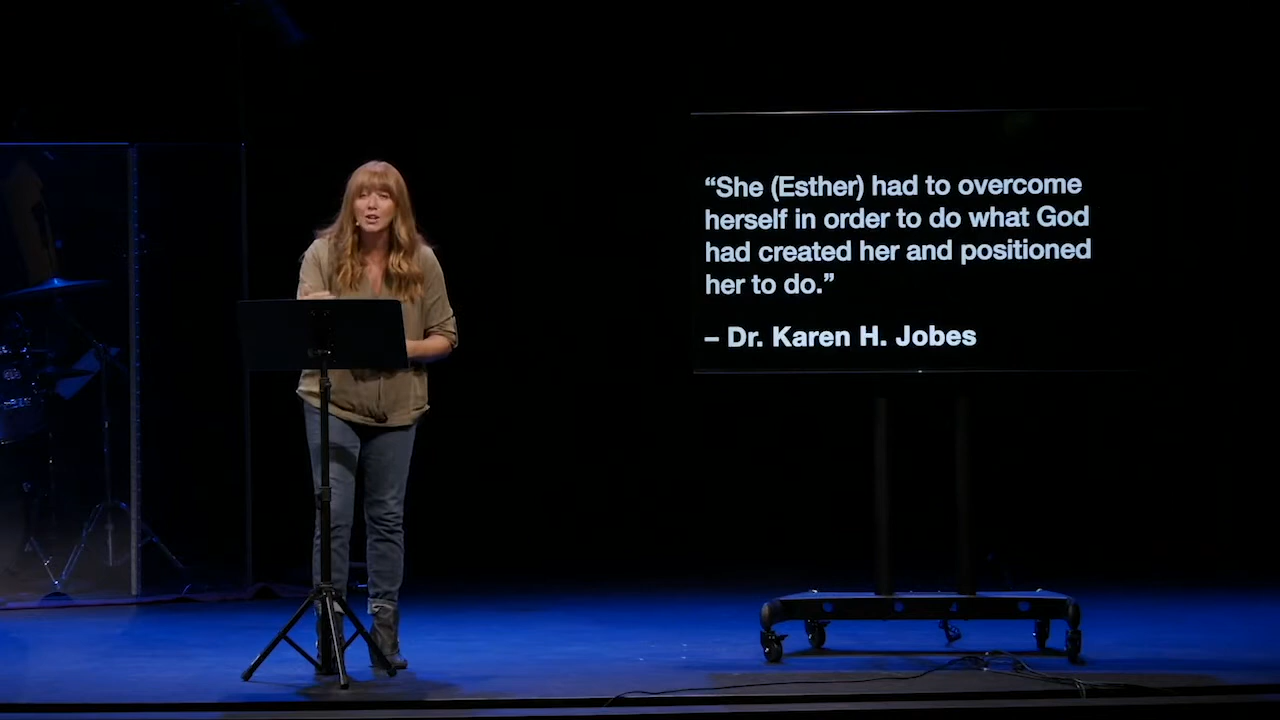 “She (Esther) had to overcome
herself in order to do what God
had created her and positioned
her to do.”
– Dr. Karen H. Jobes